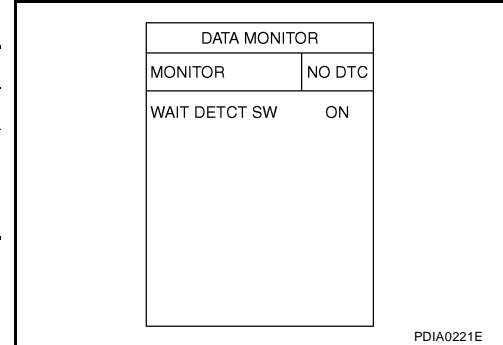 DATA MONITOR
MONITOR NO DTC
WAIT DETCT SW ON
PDIA0221E